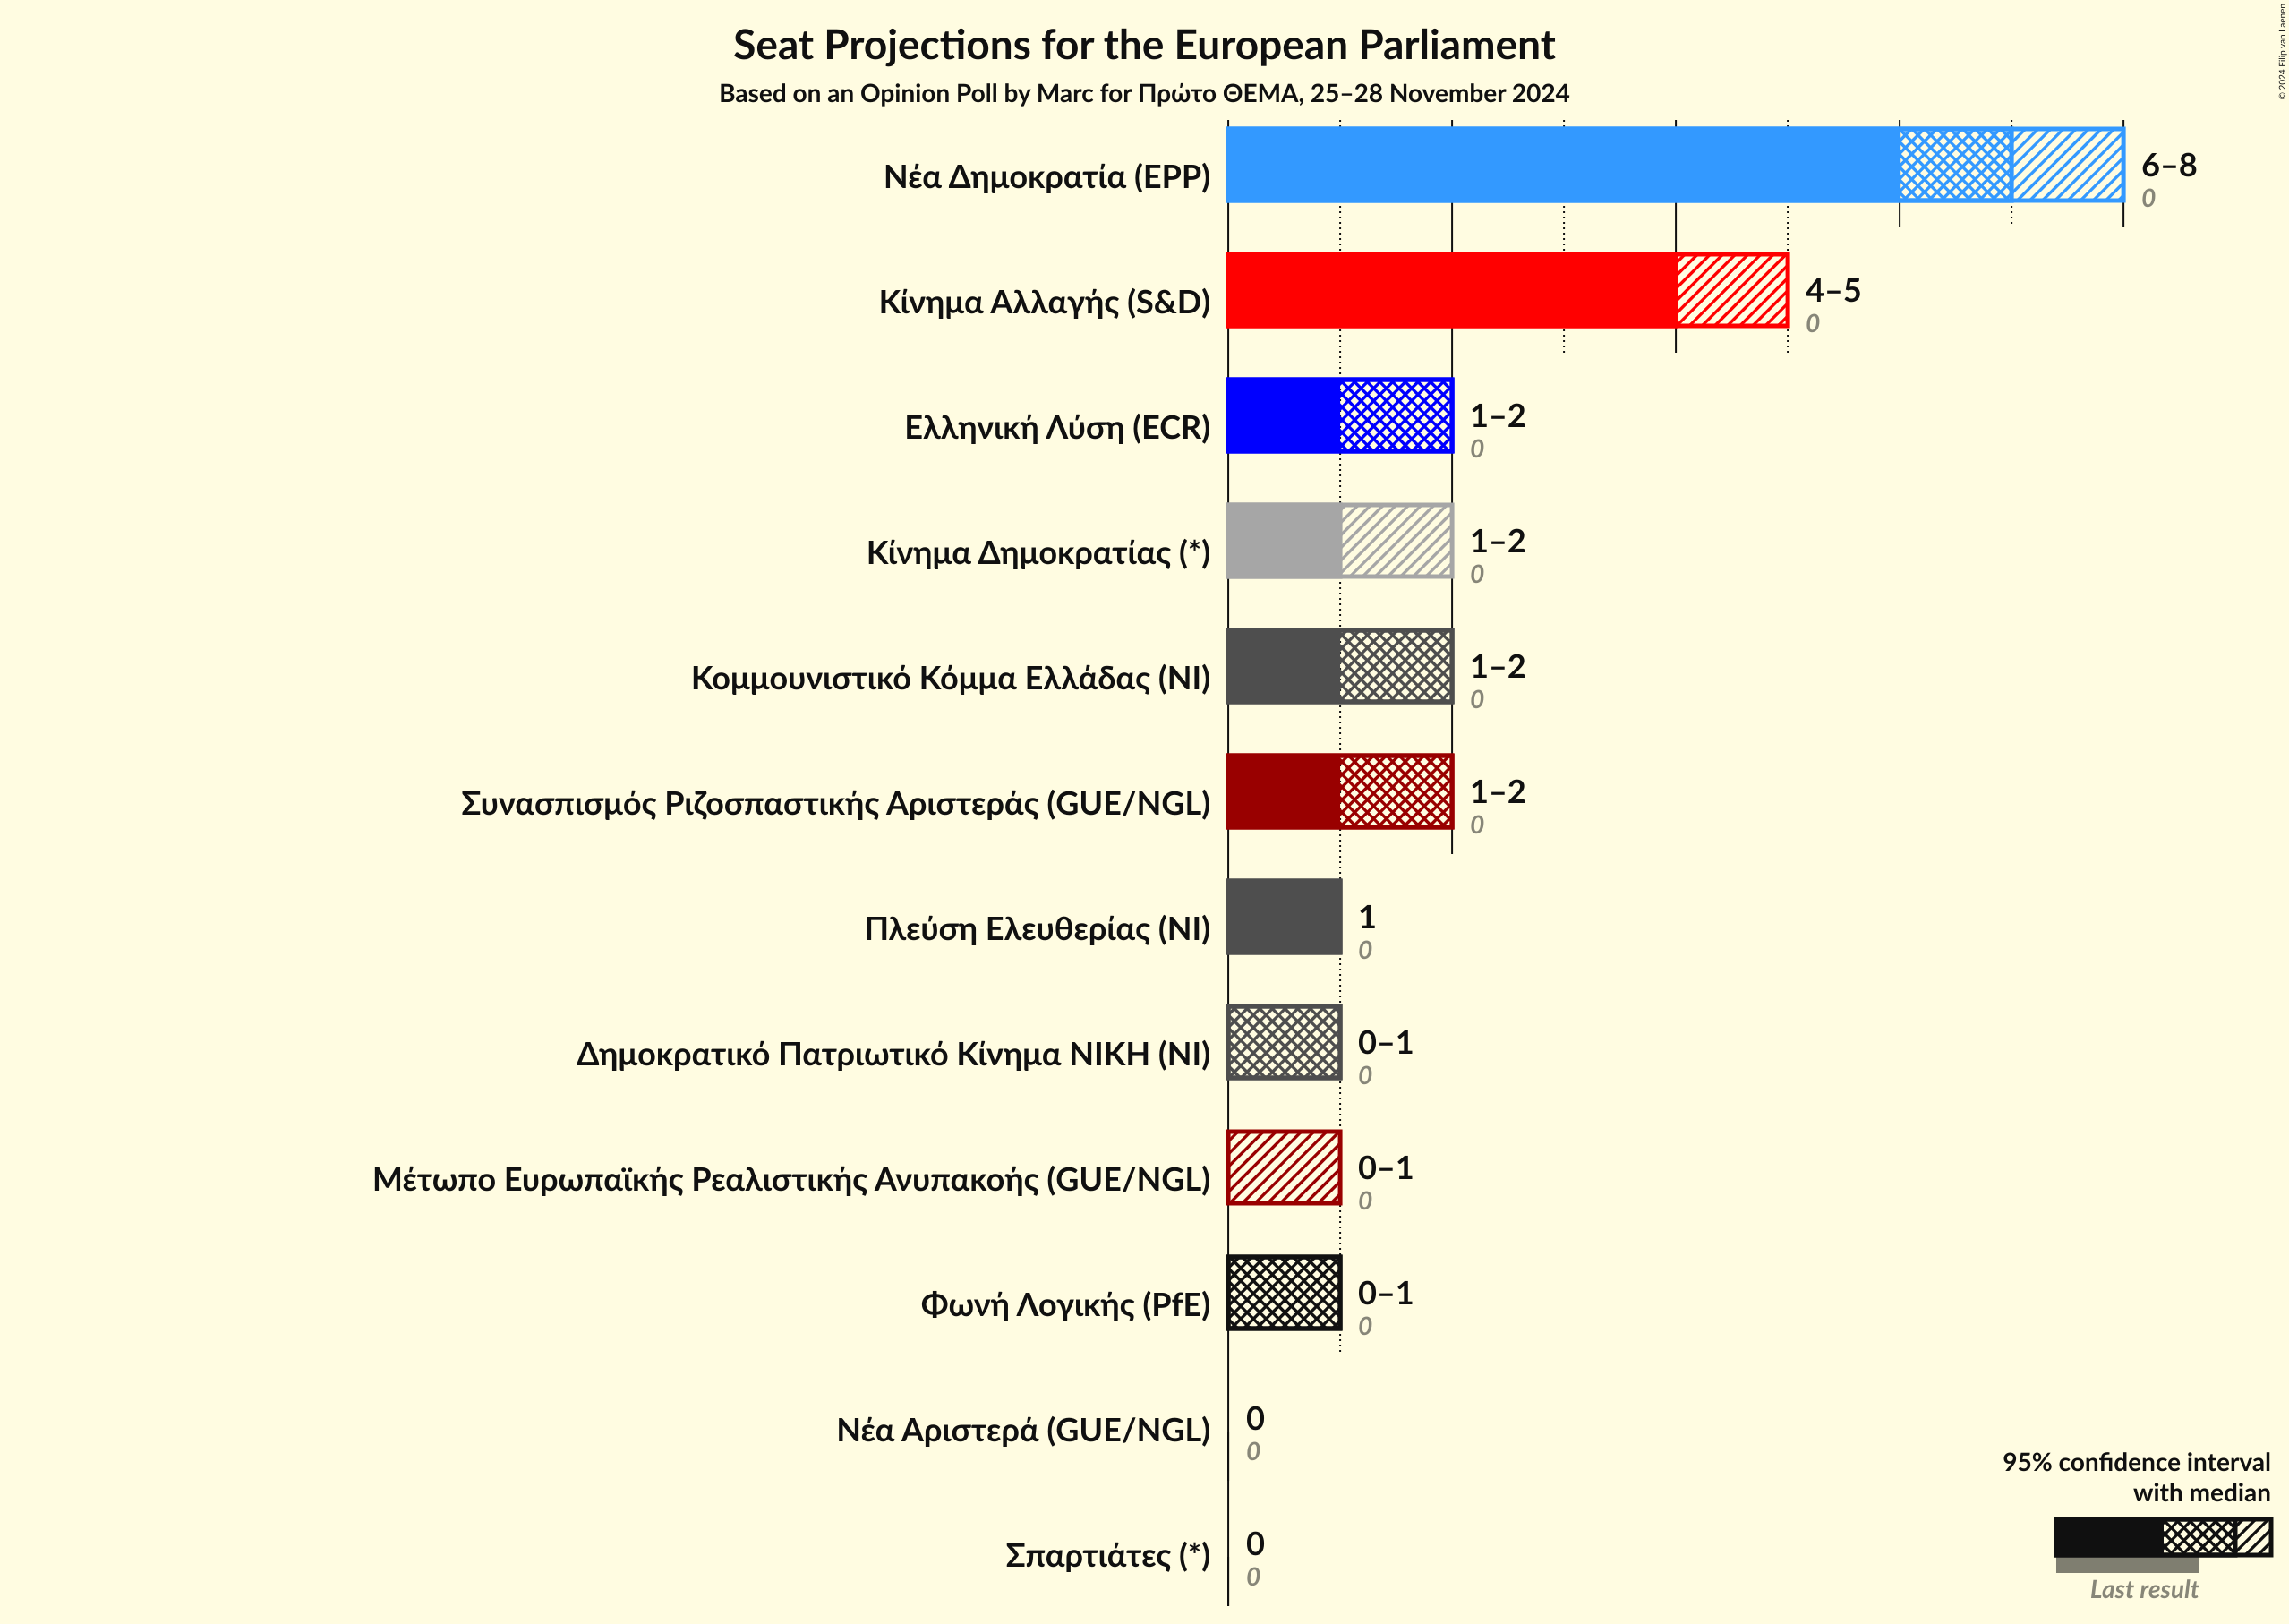 Seat Projections for the European Parliament
Based on an Opinion Poll by Marc for Πρώτο ΘΕΜΑ, 25–28 November 2024
© 2024 Filip van Laenen
Νέα Δημοκρατία (EPP)
6–8
0
Κίνημα Αλλαγής (S&D)
4–5
0
Ελληνική Λύση (ECR)
1–2
0
Κίνημα Δημοκρατίας (*)
1–2
0
Κομμουνιστικό Κόμμα Ελλάδας (NI)
1–2
0
Συνασπισμός Ριζοσπαστικής Αριστεράς (GUE/NGL)
1–2
0
Πλεύση Ελευθερίας (NI)
1
0
Δημοκρατικό Πατριωτικό Κίνημα ΝΙΚΗ (NI)
0–1
0
Μέτωπο Ευρωπαϊκής Ρεαλιστικής Ανυπακοής (GUE/NGL)
0–1
0
Φωνή Λογικής (PfE)
0–1
0
Νέα Αριστερά (GUE/NGL)
0
0
Σπαρτιάτες (*)
0
0
95% confidence interval
with median
Last result